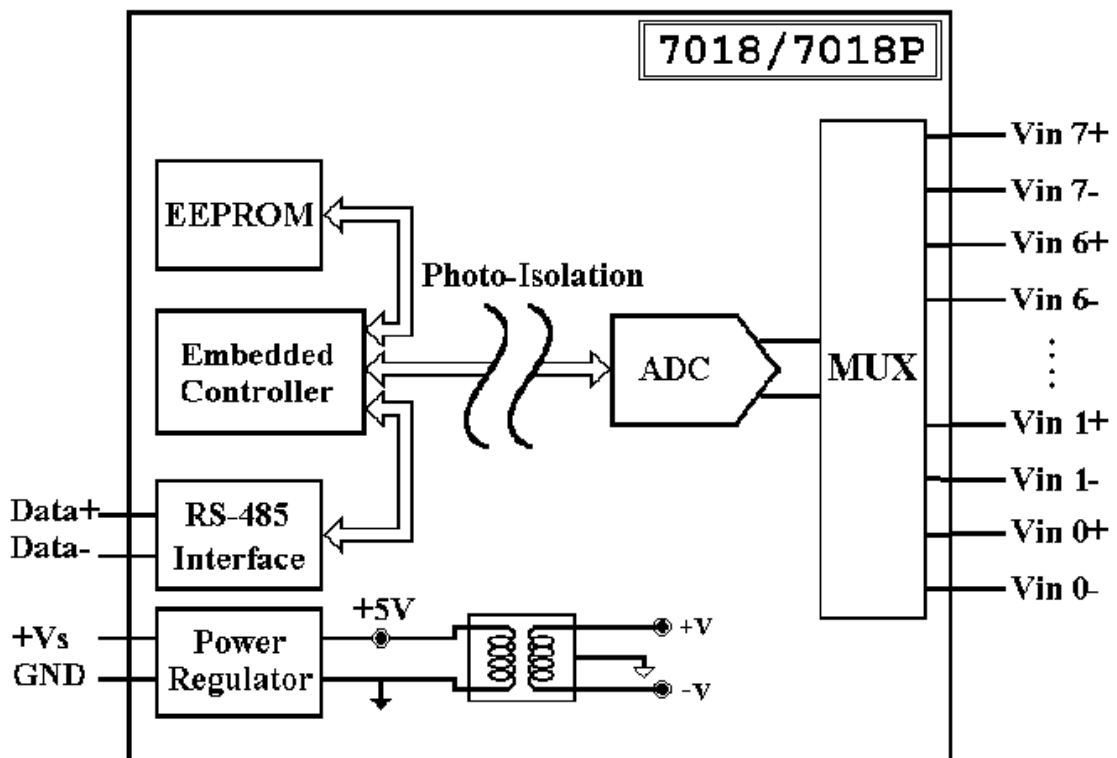 7018/7018P
EEPROM
Photo-Isolation
Embedded
Controller
ADC
MUX
Vin 7+
Vin 7-
Vin 6+
Vin 6-
Vin 1+
Vin 1-
Vin 0+
Vin 0-
Data+
Data-
RS-485
Interface
+Vs
GND
Power
Regulator
+5V
+V
-V